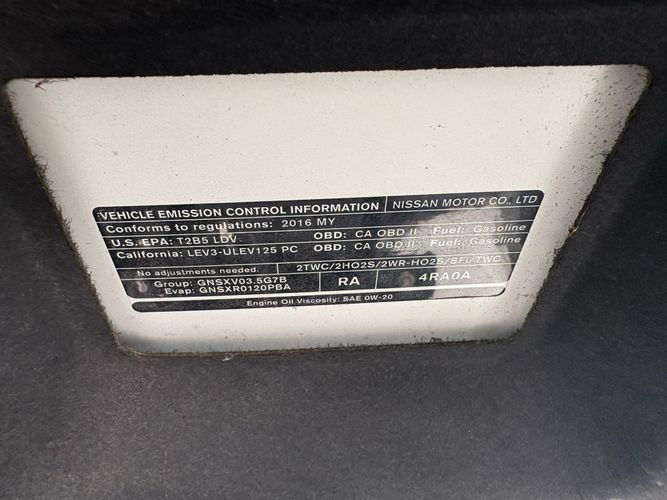 VEHICLE EMISSION CONTROL INFORMATION NISSAN MOTOR CO., LTD
Conforms to regulations: 2016 MY
U.S. EPA: T2B5 LDV OBD: CA OBD II Fuel: Gasoline
California: LEV3-ULEV125 PC OBD: CA OBD II Fuel: Gasoline
No adjustments needed. 2TWC/2HO2S/2WR-HO2S/SFI/TWC
Group: GNSXV03.5G7B RA 4RA0A
Evap: GNSXR0120PBA
Engine Oil Viscosity: SAE 0W-20